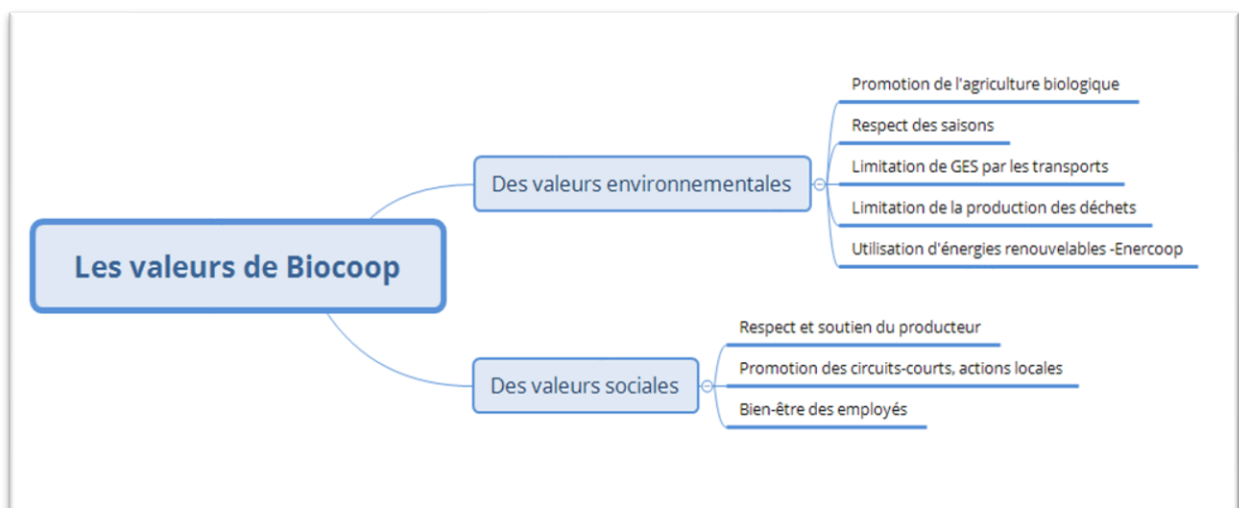 Les valeurs de Biocoop
Des valeurs environnementales
Promotion de l'agriculture biologique
Respect des saisons
Limitation de GES par les transports
Limitation de la production des déchets
Utilisation d'énergies renouvelables -Enercoop
Des valeurs sociales
Respect et soutien du producteur
Promotion des circuits-courts, actions locales
Bien-être des employés